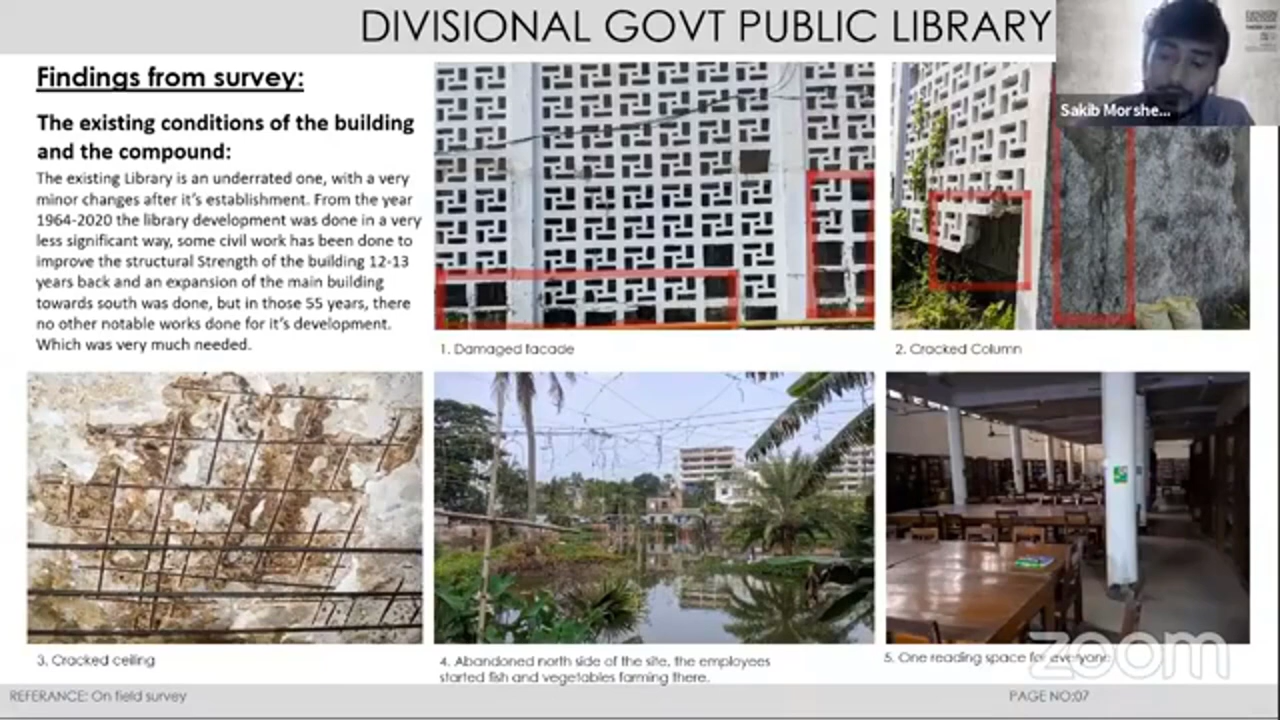 DIVISIONAL GOVT PUBLIC LIBRARY
Sakib Morshe...
Findings from survey:
The existing conditions of the building
and the compound:
The existing Library is an underrated one, with a very
minor changes after it's establishment. From the year
1964-2020 the library development was done in a very
less significant way, some civil work has been done to
improve the structural Strength of the building 12-13
years back and an expansion of the main building
towards south was done, but in those 55 years, there
no other notable works done for it's development.
Which was very much needed.
1. Damaged facade
2. Cracked Column
3. Cracked ceiling
4. Abandoned north side of the site, the employees
started fish and vegetables farming there.
5. One reading space for everyone
zoom
REFERANCE: On field survey
PAGE NO:07